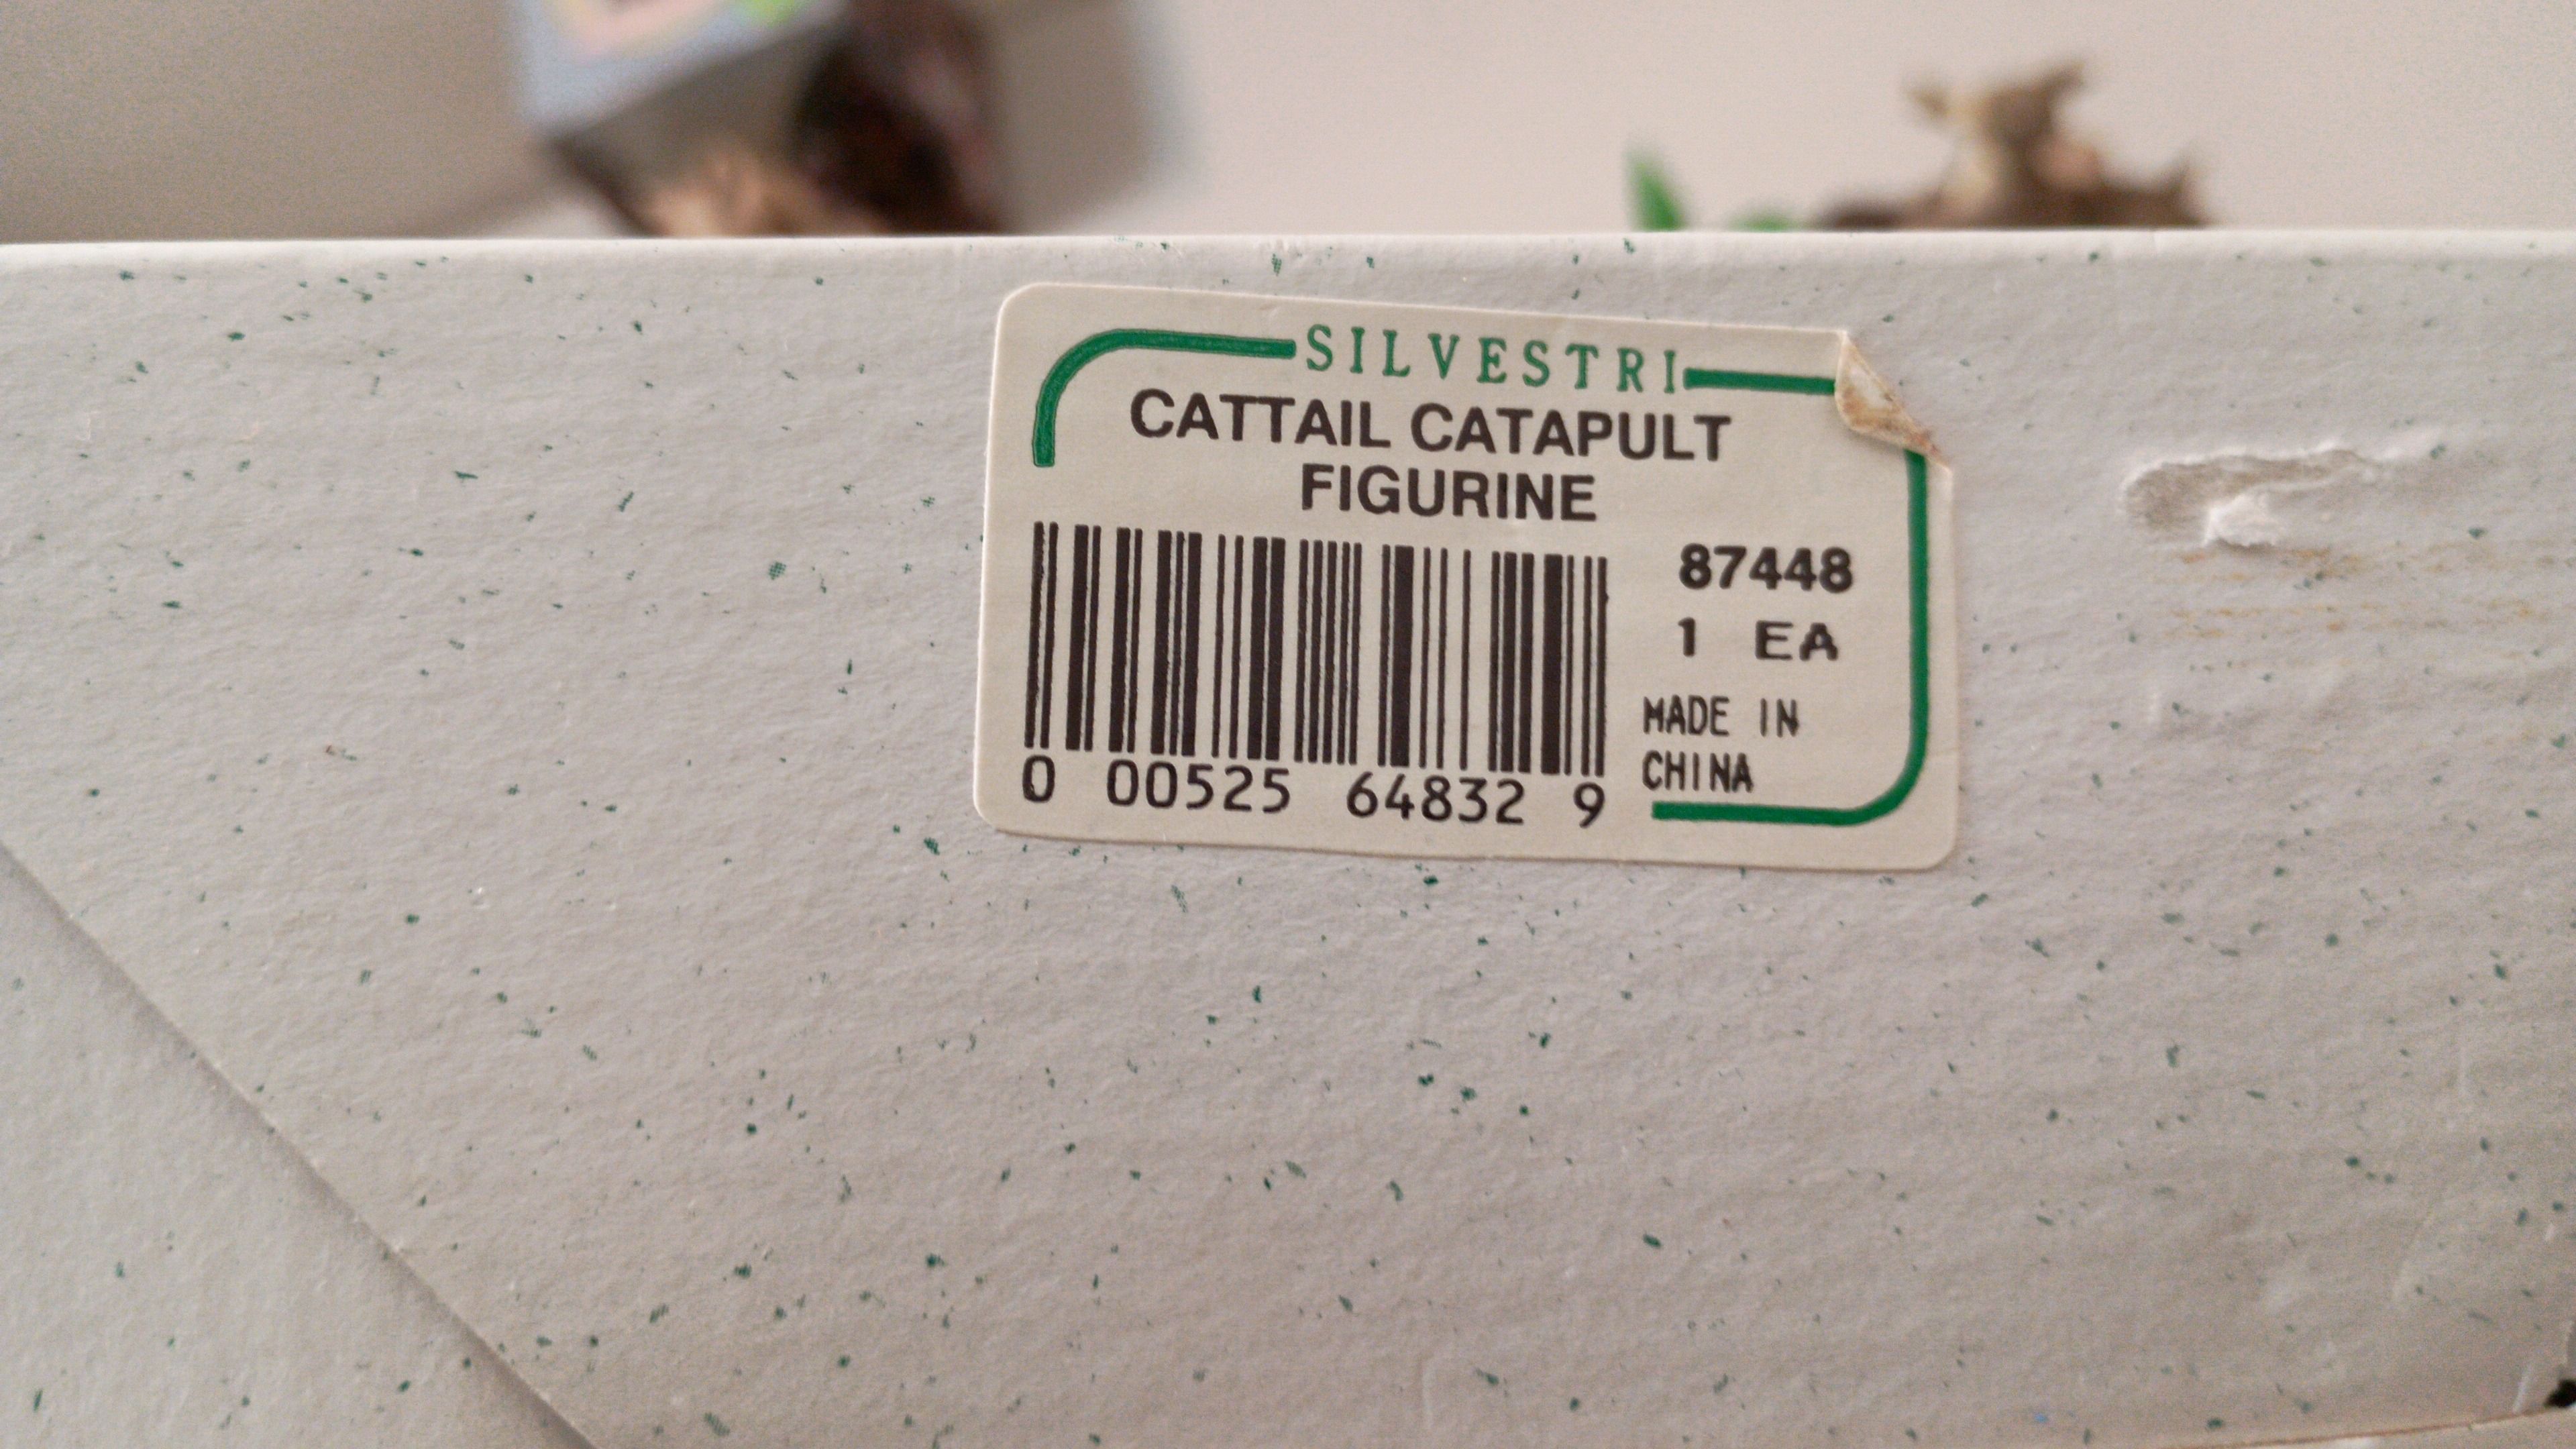 SILVESTRI
CATTAIL CATAPULT
FIGURINE
87448
1 EA
MADE IN
CHINA
0 00525 64832 9